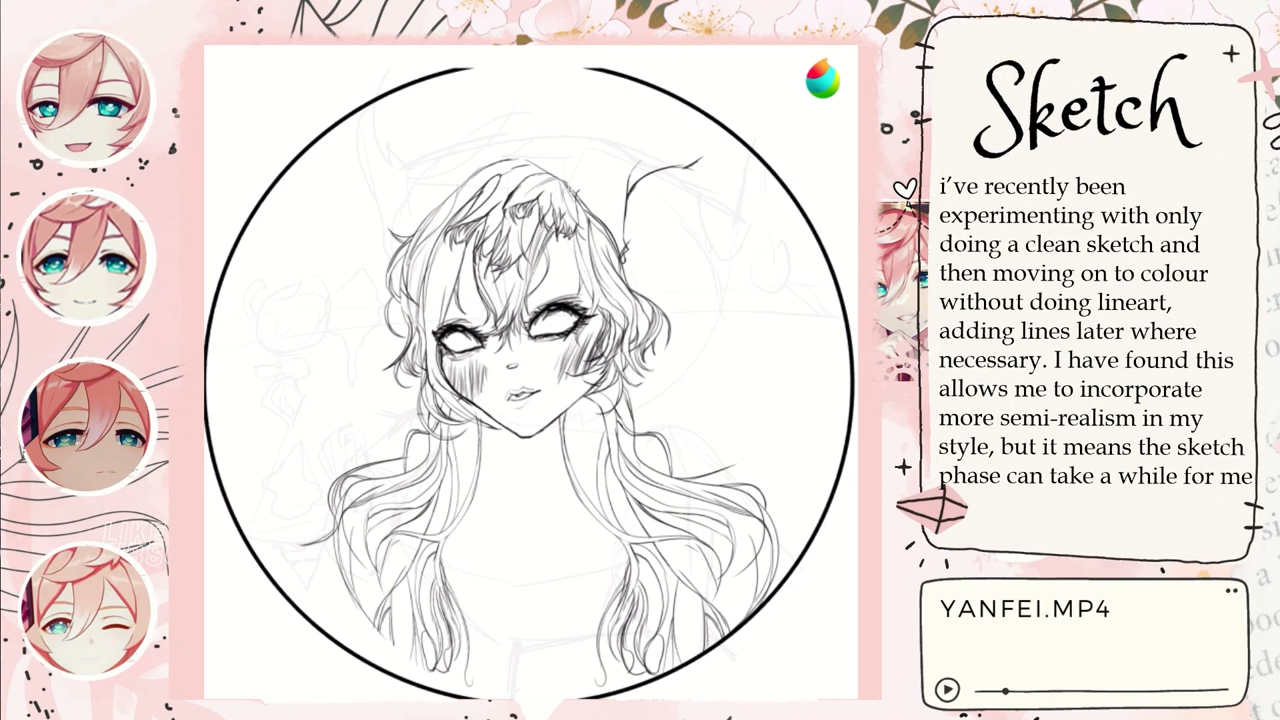 Sketch
i've recently been
experimenting with only
doing a clean sketch and
then moving on to colour
without doing lineart,
adding lines later where
necessary. I have found this
allows me to incorporate
more semi-realism in my
style, but it means the sketch
phase can take a while for me
YANFEI.MP4